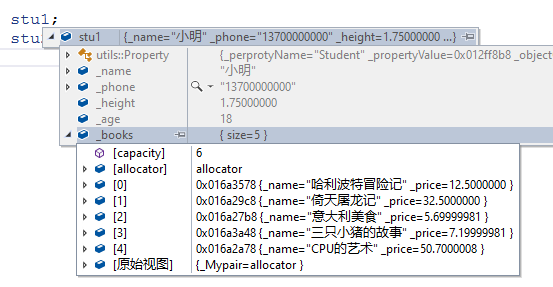 stu1;
stu
stu1 {_name="小明" _phone="13700000000" _height=1.75000000 ...}
utils::Property {_perprotyName="Student" _propertyValue=0x012ff8b8 _object
_name "小明"
_phone "13700000000"
_height 1.75000000
_age 18
_books { size=5 }
[capacity] 6
[allocator] allocator
[0] 0x016a3578 {_name="哈利波特冒险记" _price=12.5000000 }
[1] 0x016a29c8 {_name="倚天屠龙记" _price=32.5000000 }
[2] 0x016a27b8 {_name="意大利美食" _price=5.69999981 }
[3] 0x016a3a48 {_name="三只小猪的故事" _price=7.19999981 }
[4] 0x016a2a78 {_name="CPU的艺术" _price=50.7000008 }
[原始视图] {_Mypair=allocator }